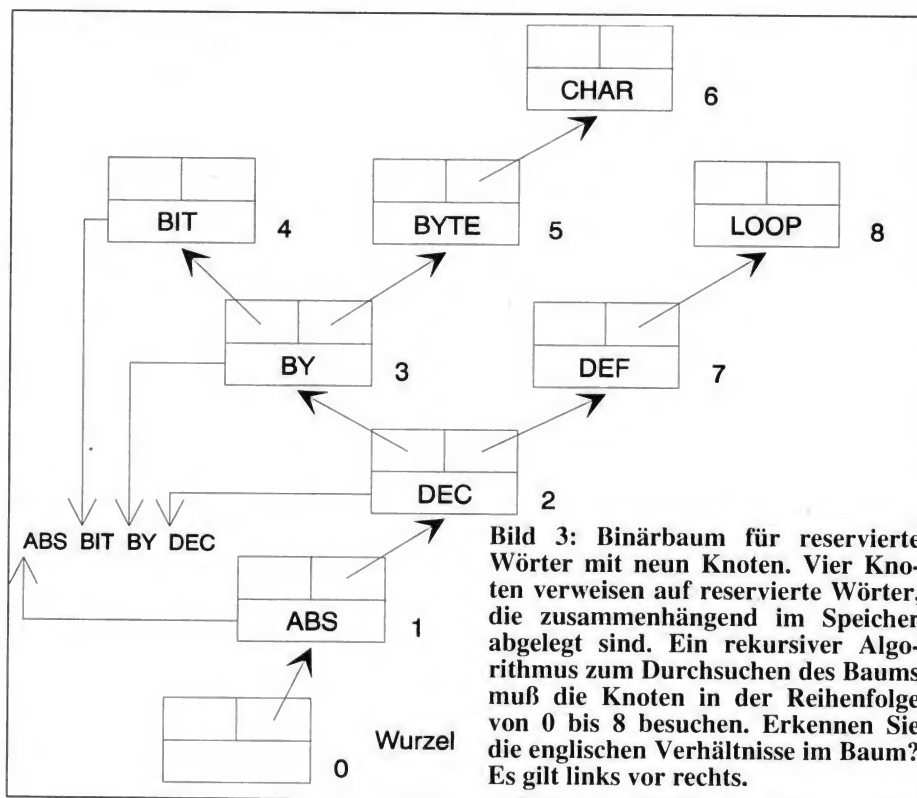 CHAR
6
BIT
4
BYTE
5
LOOP
8
BY
3
DEF
7
DEC
2
ABS BIT BY DEC
ABS
1
0
Wurzel
Bild 3: Binärbaum für reservierte
Wörter mit neun Knoten. Vier Kno-
ten verweisen auf reservierte Wörter,
die zusammenhängend im Speicher
abgelegt sind. Ein rekursiver Algo-
rithmus zum Durchsuchen des Baums
muß die Knoten in der Reihenfolge
von 0 bis 8 besuchen. Erkennen Sie
die englischen Verhältnisse im Baum?
Es gilt links vor rechts.